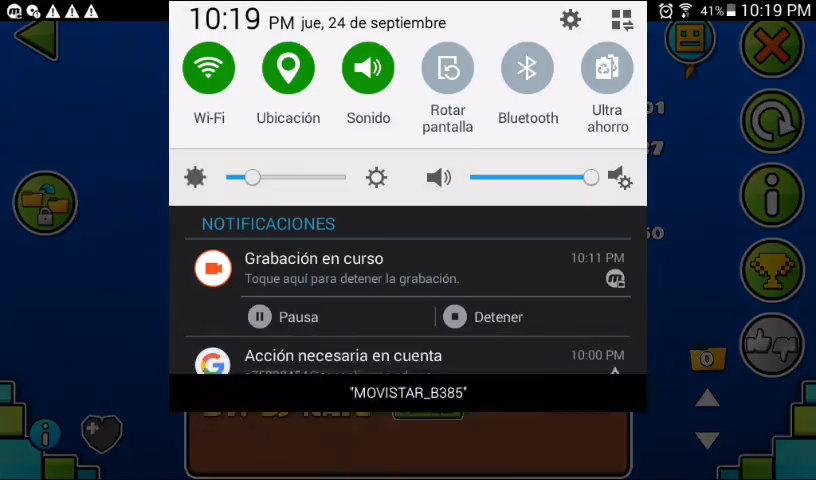 10:19 PM jue, 24 de septiembre
41% 10:19 PM
Wi-Fi
Ubicación
Sonido
Rotar
pantalla
Bluetooth
Ultra
ahorro
NOTIFICACIONES
Grabación en curso
10:11 PM
Toque aquí para detener la grabación.
Pausa
Detener
Acción necesaria en cuenta
10:00 PM
"MOVISTAR_B385"
0